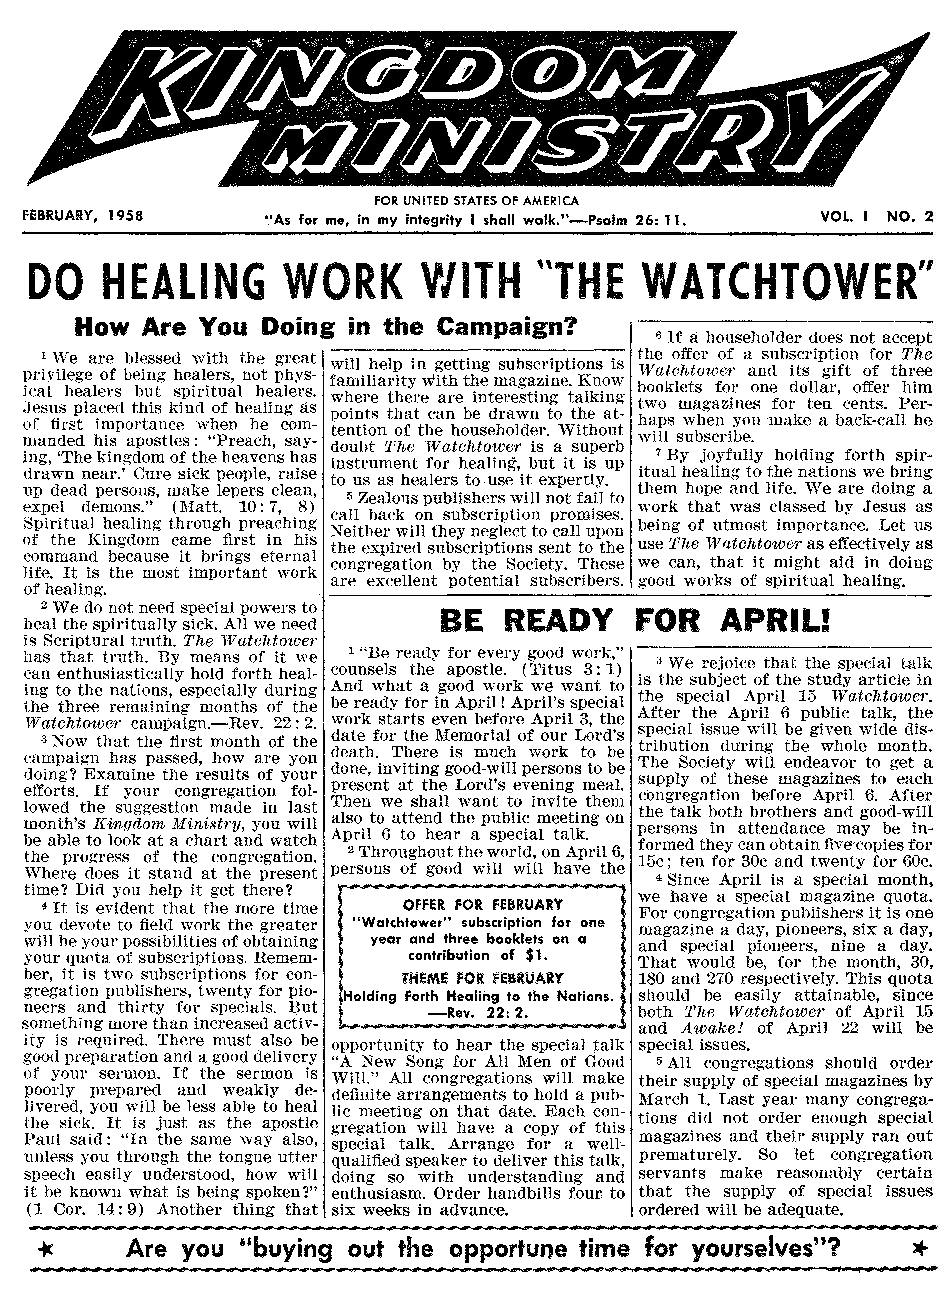 KINGDOM
MINISTRY
FOR UNITED STATES OF AMERICA
FEBRUARY, 1958
"As for me, in my integrity I shall walk."—Psalm 26:11.
VOL. I NO. 2
DO HEALING WORK WITH "THE WATCHTOWER"
How Are You Doing in the Campaign?
1 We are blessed with the great
privilege of being healers, not phys-
ical healers but spiritual healers.
Jesus placed this kind of healing as
of first importance when he com-
manded his apostles: "Preach, say-
ing, 'The kingdom of the heavens has
drawn near.' Cure sick people, raise
up dead persons, make lepers clean,
expel demons." (Matt. 10:7, 8)
Spiritual healing through preaching
of the Kingdom came first in his
command because it brings eternal
life. It is the most important work
of healing.
2 We do not need special powers to
heal the spiritually sick. All we need
is Scriptural truth. The Watchtower
has that truth. By means of it we
can enthusiastically hold forth heal-
ing to the nations, especially during
the three remaining months of the
Watchtower campaign.—Rev. 22:2.
3 Now that the first month of the
campaign has passed, how are you
doing? Examine the results of your
efforts. If your congregation fol-
lowed the suggestion made in last
month's Kingdom Ministry, you will
be able to look at a chart and watch
the progress of the congregation.
Where does it stand at the present
time? Did you help it get there?
4 It is evident that the more time
you devote to field work the greater
will be your possibilities of obtaining
your quota of subscriptions. Remem-
ber, it is two subscriptions for con-
gregation publishers, twenty for pio-
neers and thirty for specials. But
something more than increased activ-
ity is required. There must also be
good preparation and a good delivery
of your sermon. If the sermon is
poorly prepared and weakly de-
livered, you will be less able to heal
the sick. It is just as the apostle
Paul said: "In the same way also,
unless you through the tongue utter
speech easily understood, how will
it be known what is being spoken?"
(1 Cor. 14:9) Another thing that
will help in getting subscriptions is
familiarity with the magazine. Know
where there are interesting talking
points that can be drawn to the at-
tention of the householder. Without
doubt The Watchtower is a superb
instrument for healing, but it is up
to us as healers to use it expertly.
5 Zealous publishers will not fail to
call back on subscription promises.
Neither will they neglect to call upon
the expired subscriptions sent to the
congregation by the Society. These
are excellent potential subscribers.
6 If a householder does not accept
the offer of a subscription for The
Watchtower and its gift of three
booklets for one dollar, offer him
two magazines for ten cents. Per-
haps when you make a back-call he
will subscribe.
7 By joyfully holding forth spir-
itual healing to the nations we bring
them hope and life. We are doing a
work that was classed by Jesus as
being of utmost importance. Let us
use The Watchtower as effectively as
we can, that it might aid in doing
good works of spiritual healing.
BE READY FOR APRIL!
1 "Be ready for every good work,"
counsels the apostle. (Titus 3:1)
And what a good work we want to
be ready for in April! April's special
work starts even before April 3, the
date for the Memorial of our Lord's
death. There is much work to be
done, inviting good-will persons to be
present at the Lord's evening meal.
Then we shall want to invite them
also to attend the public meeting on
April 6 to hear a special talk.
2 Throughout the world, on April 6,
persons of good will will have the
OFFER FOR FEBRUARY
"Watchtower" subscription for one
year and three booklets on a
contribution of $1.
THEME FOR FEBRUARY
Holding Forth Healing to the Nations.
—Rev. 22:2.
opportunity to hear the special talk
"A New Song for All Men of Good
Will." All congregations will make
definite arrangements to hold a pub-
lic meeting on that date. Each con-
gregation will have a copy of this
special talk. Arrange for a well-
qualified speaker to deliver this talk,
doing so with understanding and
enthusiasm. Order handbills four to
six weeks in advance.
3 We rejoice that the special talk
is the subject of the study article in
the special April 15 Watchtower.
After the April 6 public talk, the
special issue will be given wide dis-
tribution during the whole month.
The Society will endeavor to get a
supply of these magazines to each
congregation before April 6. After
the talk both brothers and good-will
persons in attendance may be in-
formed they can obtain five copies for
15c; ten for 30c and twenty for 60c.
4 Since April is a special month,
we have a special magazine quota.
For congregation publishers it is one
magazine a day, pioneers, six a day,
and special pioneers, nine a day.
That would be, for the month, 30,
180 and 270 respectively. This quota
should be easily attainable, since
both The Watchtower of April 15
and Awake! of April 22 will be
special issues.
5 All congregations should order
their supply of special magazines by
March 1. Last year many congrega-
tions did not order enough special
magazines and their supply ran out
prematurely. So let congregation
servants make reasonably certain
that the supply of special issues
ordered will be adequate.
★ Are you "buying out the opportune time for yourselves"? ★